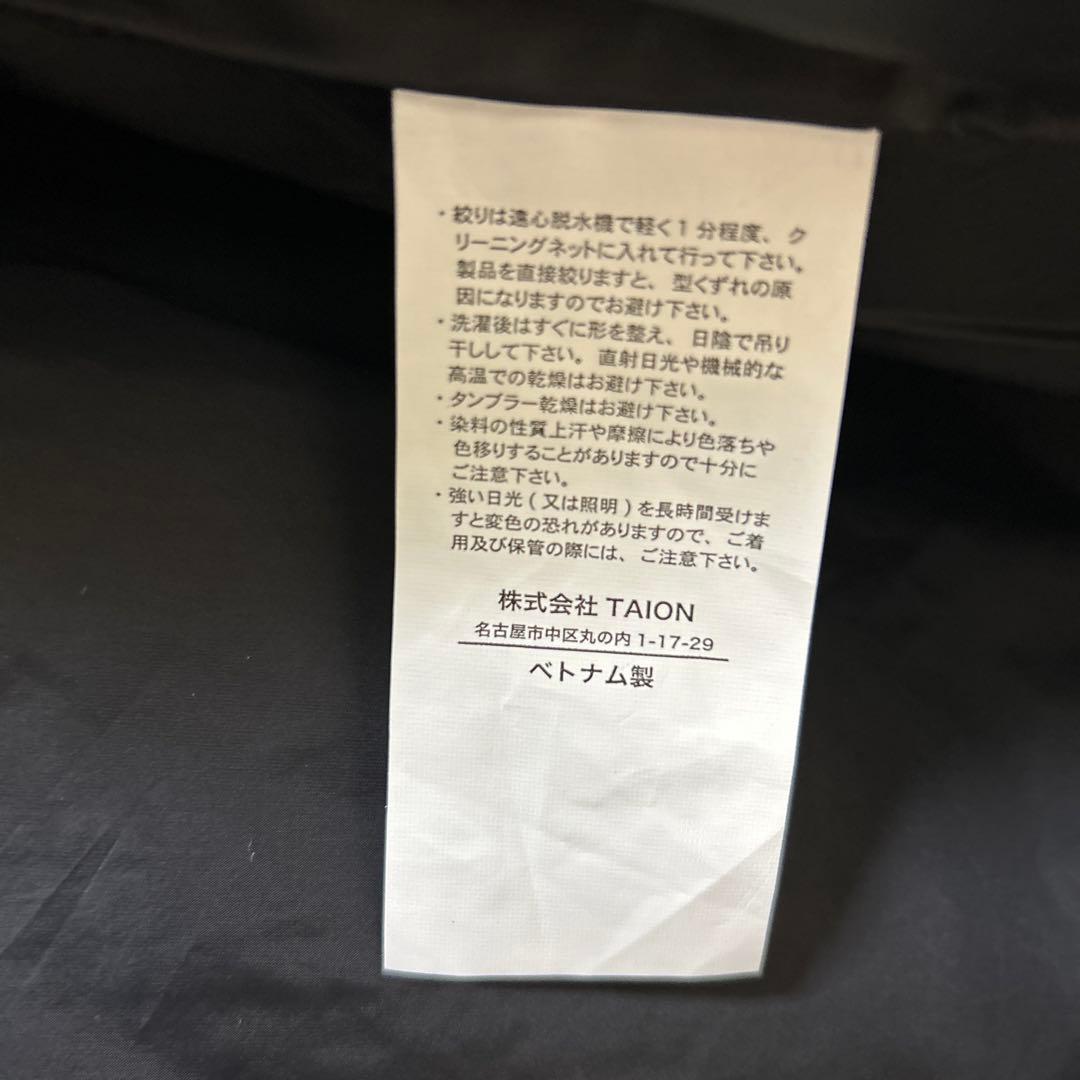 ・絞りは遠心脱水機で軽く1分程度、ク
リーニングネットに入れて行って下さい。
製品を直接絞りますと、型くずれの原
因になりますのでお避け下さい。
・洗濯後はすぐに形を整え、日陰で吊り
干しして下さい。直射日光や機械的な
高温での乾燥はお避け下さい。
・タンブラー乾燥はお避け下さい。
・染料の性質上汗や摩擦により色落ちや
色移りすることがありますので十分に
ご注意下さい。
・強い日光(又は照明)を長時間受けま
すと変色の恐れがありますので、ご着
用及び保管の際には、ご注意下さい。
株式会社 TAION
名古屋市中区丸の内 1-17-29
ベトナム製